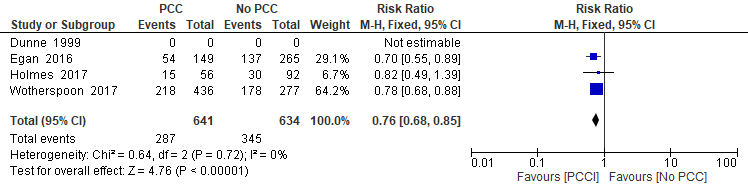 PCC No PCC Risk Ratio Risk Ratio
Study or Subgroup Events Total Events Total Weight M-H, Fixed, 95% CI M-H, Fixed, 95% CI
Dunne 1999 0 0 0 0 Not estimable
Egan 2016 54 149 137 265 29.1% 0.70 [0.55, 0.89]
Holmes 2017 15 56 30 92 6.7% 0.82 [0.49, 1.39]
Wotherspoon 2017 218 436 178 277 64.2% 0.78 [0.68, 0.88]
Total (95% CI) 641 634 100.0% 0.76 [0.68, 0.85]
Total events 287 345
Heterogeneity: Chi² = 0.64, df = 2 (P = 0.72); I² = 0%
Test for overall effect: Z = 4.76 (P < 0.00001)
0.01 0.1 1 10 100
Favours [PCCI] Favours [No PCC]